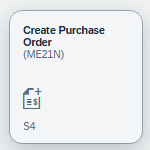 Create Purchase
Order
(ME21N)
$
S4